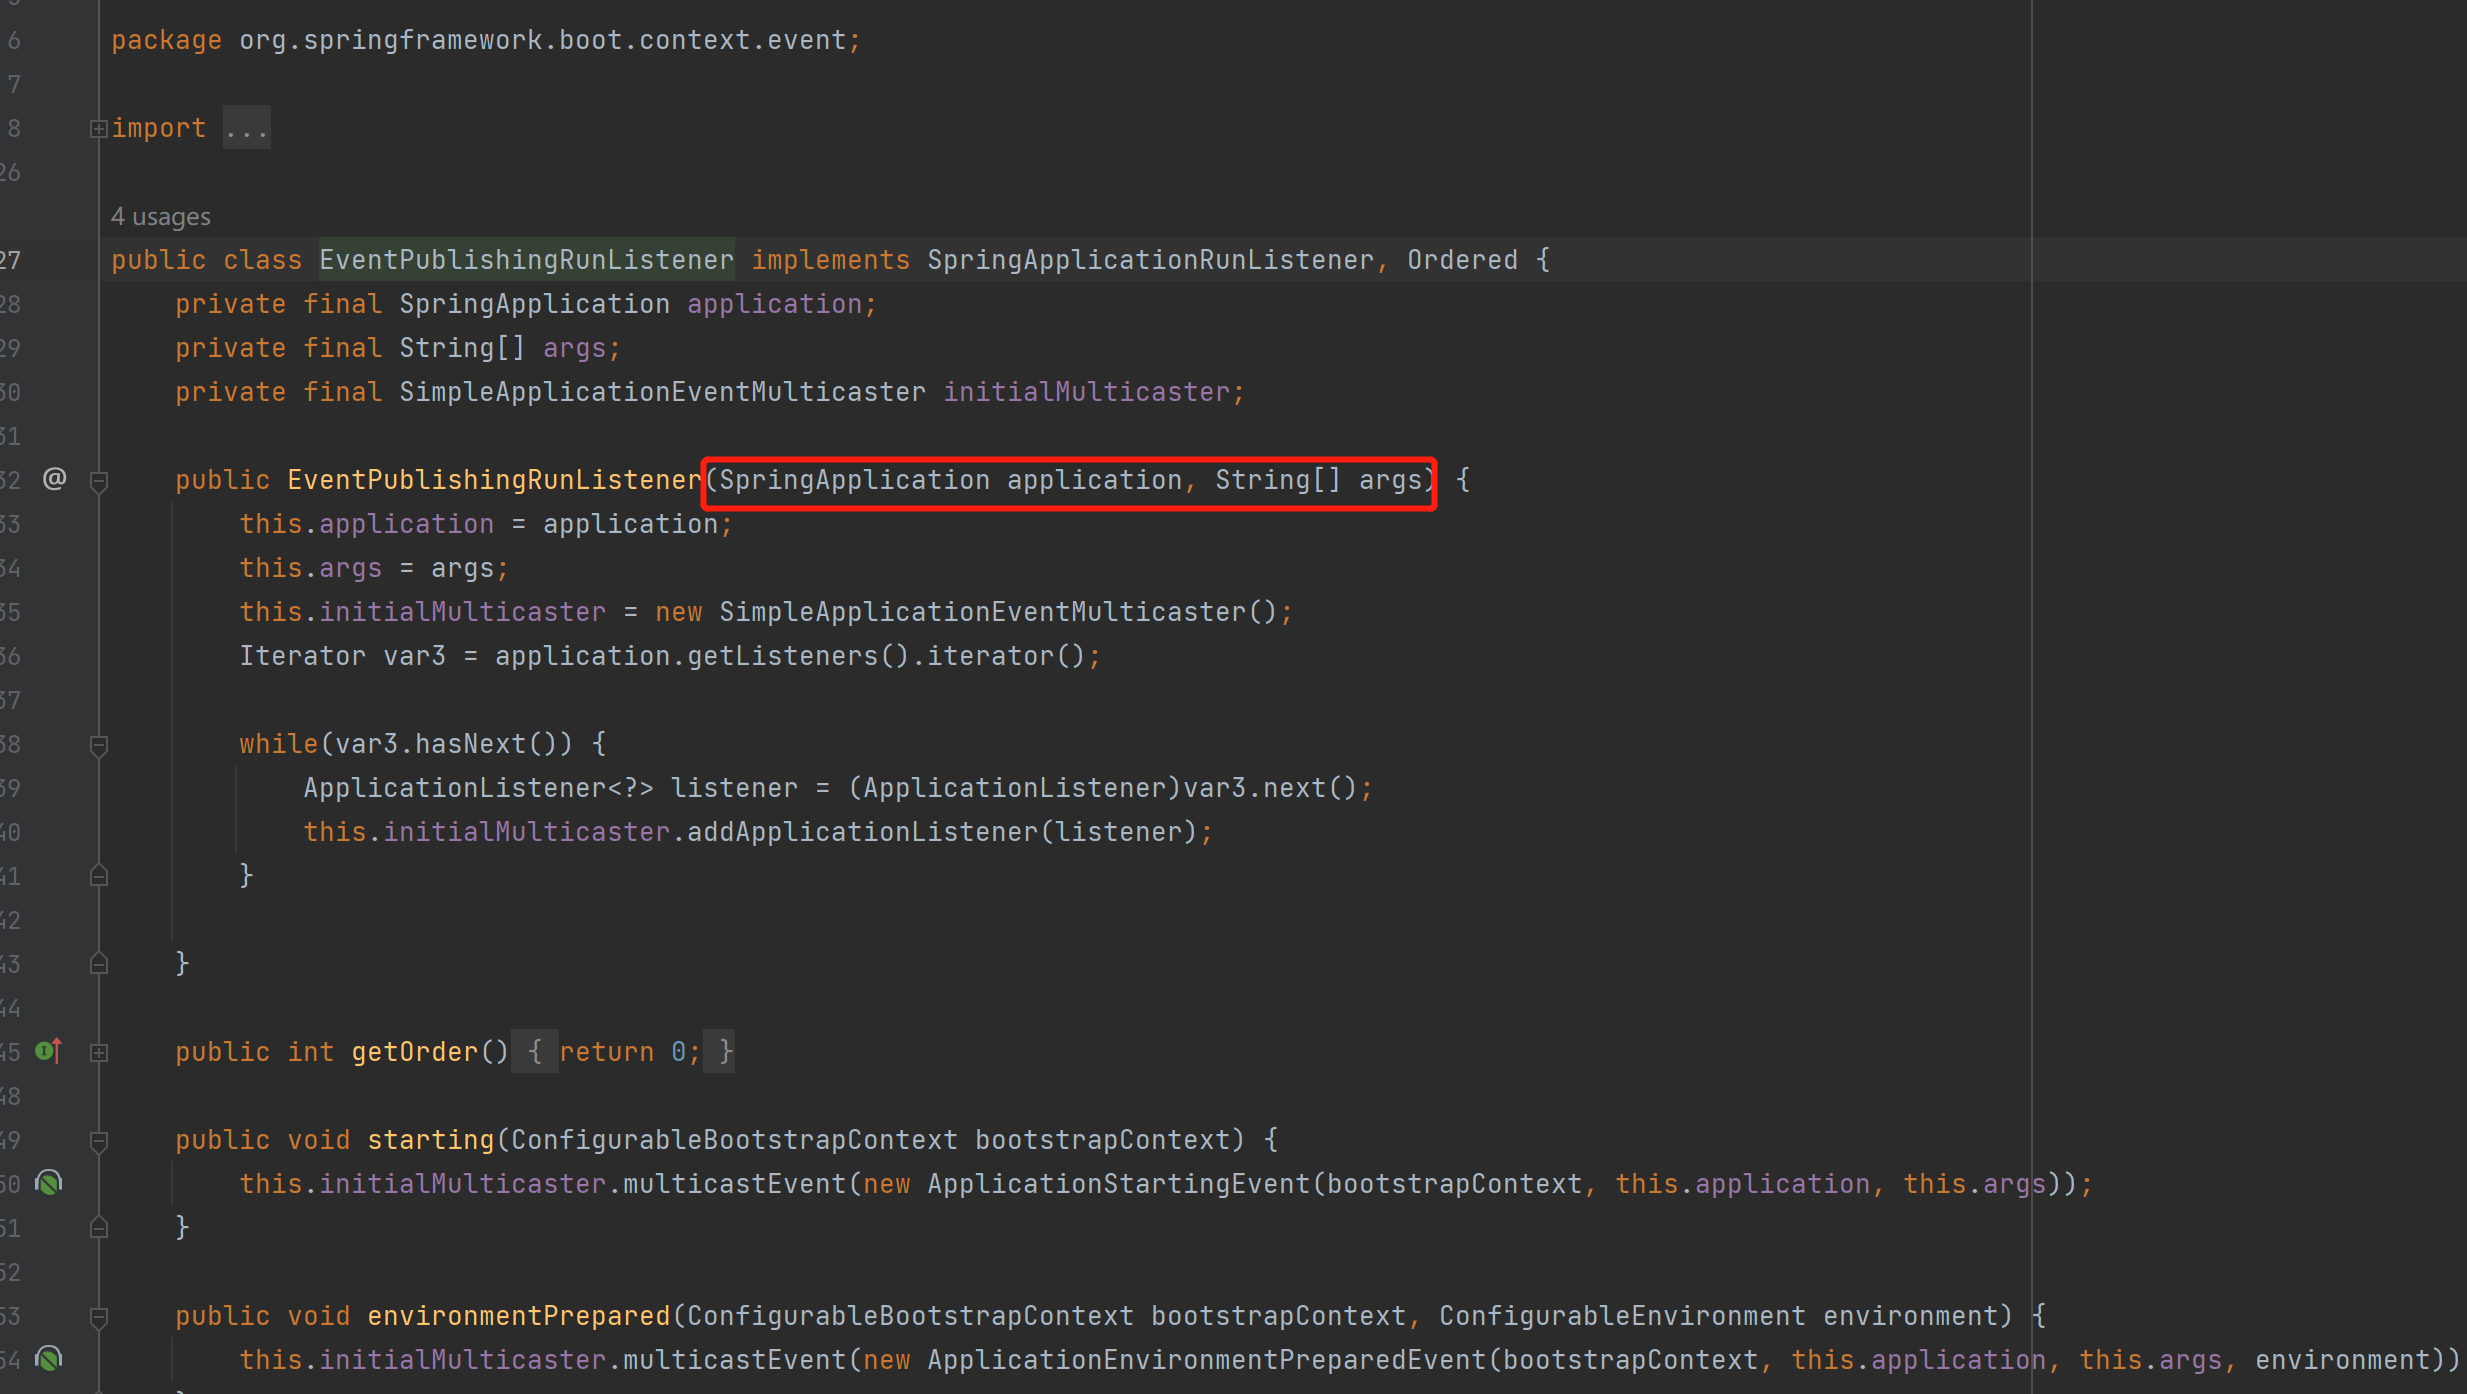 6 package org.springframework.boot.context.event;
7
8 import ...
26
4 usages
27 public class EventPublishingRunListener implements SpringApplicationRunListener, Ordered {
28 private final SpringApplication application;
29 private final String[] args;
30 private final SimpleApplicationEventMulticaster initialMulticaster;
31
32 @ public EventPublishingRunListener(SpringApplication application, String[] args) {
33 this.application = application;
34 this.args = args;
35 this.initialMulticaster = new SimpleApplicationEventMulticaster();
36 Iterator var3 = application.getListeners().iterator();
37
38 while(var3.hasNext()) {
39 ApplicationListener<?> listener = (ApplicationListener)var3.next();
40 this.initialMulticaster.addApplicationListener(listener);
41 }
42
43 }
44
45 public int getOrder() { return 0; }
48
49 public void starting(ConfigurableBootstrapContext bootstrapContext) {
50 this.initialMulticaster.multicastEvent(new ApplicationStartingEvent(bootstrapContext, this.application, this.args));
51 }
52
53 public void environmentPrepared(ConfigurableBootstrapContext bootstrapContext, ConfigurableEnvironment environment) {
54 this.initialMulticaster.multicastEvent(new ApplicationEnvironmentPreparedEvent(bootstrapContext, this.application, this.args, environment))